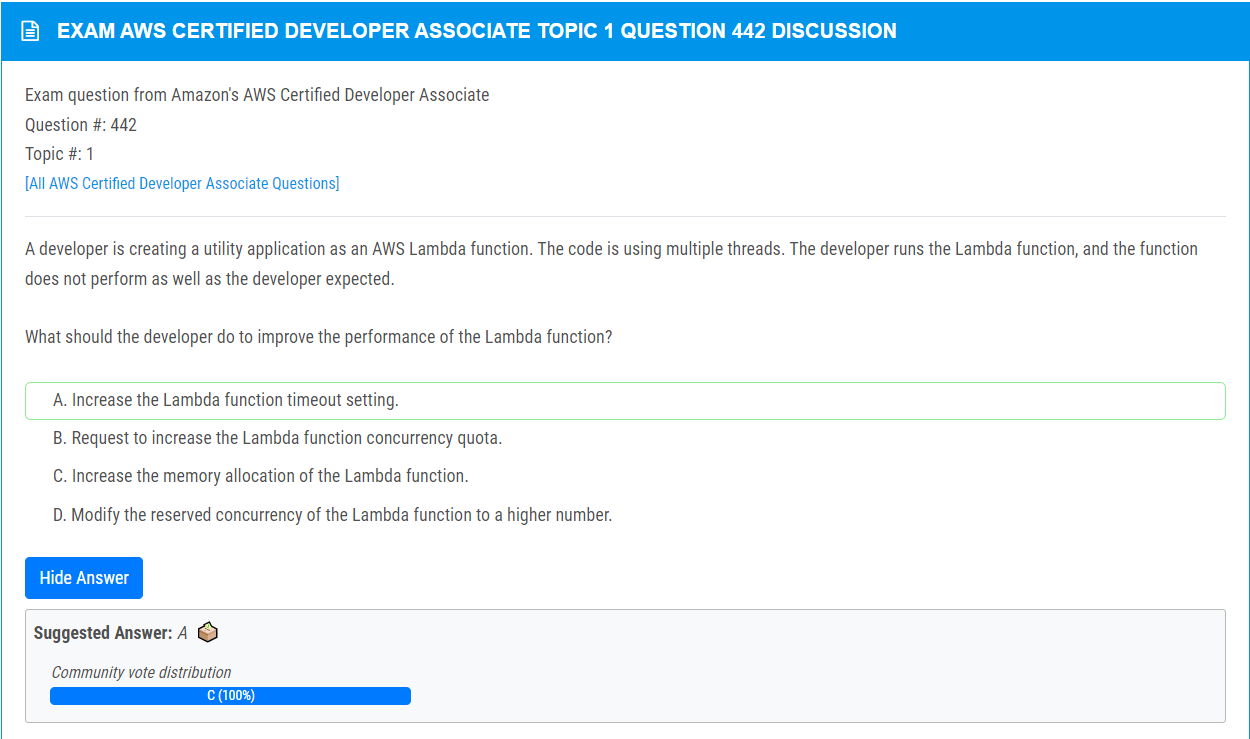 EXAM AWS CERTIFIED DEVELOPER ASSOCIATE TOPIC 1 QUESTION 442 DISCUSSION
Exam question from Amazon's AWS Certified Developer Associate
Question #: 442
Topic #: 1
[All AWS Certified Developer Associate Questions]
A developer is creating a utility application as an AWS Lambda function. The code is using multiple threads. The developer runs the Lambda function, and the function
does not perform as well as the developer expected.
What should the developer do to improve the performance of the Lambda function?
A. Increase the Lambda function timeout setting.
B. Request to increase the Lambda function concurrency quota.
C. Increase the memory allocation of the Lambda function.
D. Modify the reserved concurrency of the Lambda function to a higher number.
Hide Answer
Suggested Answer: A
Community vote distribution
C (100%)